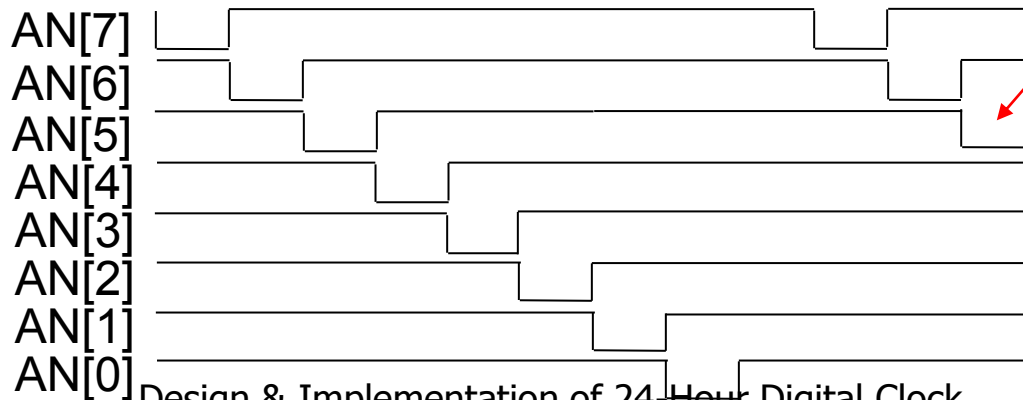 AN[7]
AN[6]
AN[5]
AN[4]
AN[3]
AN[2]
AN[1]
AN[0]
Design & Implementation of 24-Hour Digital Clock